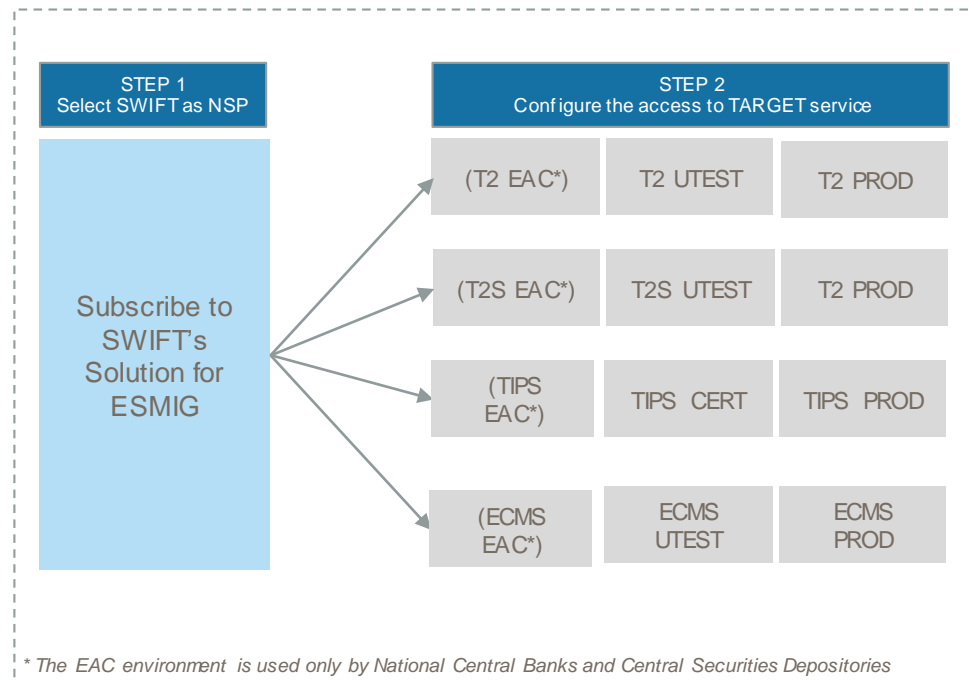 STEP 1
Select SWIFT as NSP
STEP 2
Configure the access to TARGET service
Subscribe to
SWIFT's
Solution for
ESMIG
(T2 EAC*)
T2 UTEST
T2 PROD
(T2S EAC*)
T2S UTEST
T2 PROD
(TIPS
EAC*)
TIPS CERT
TIPS PROD
(ECMS
EAC*)
ECMS
UTEST
ECMS
PROD
* The EAC environment is used only by National Central Banks and Central Securities Depositories